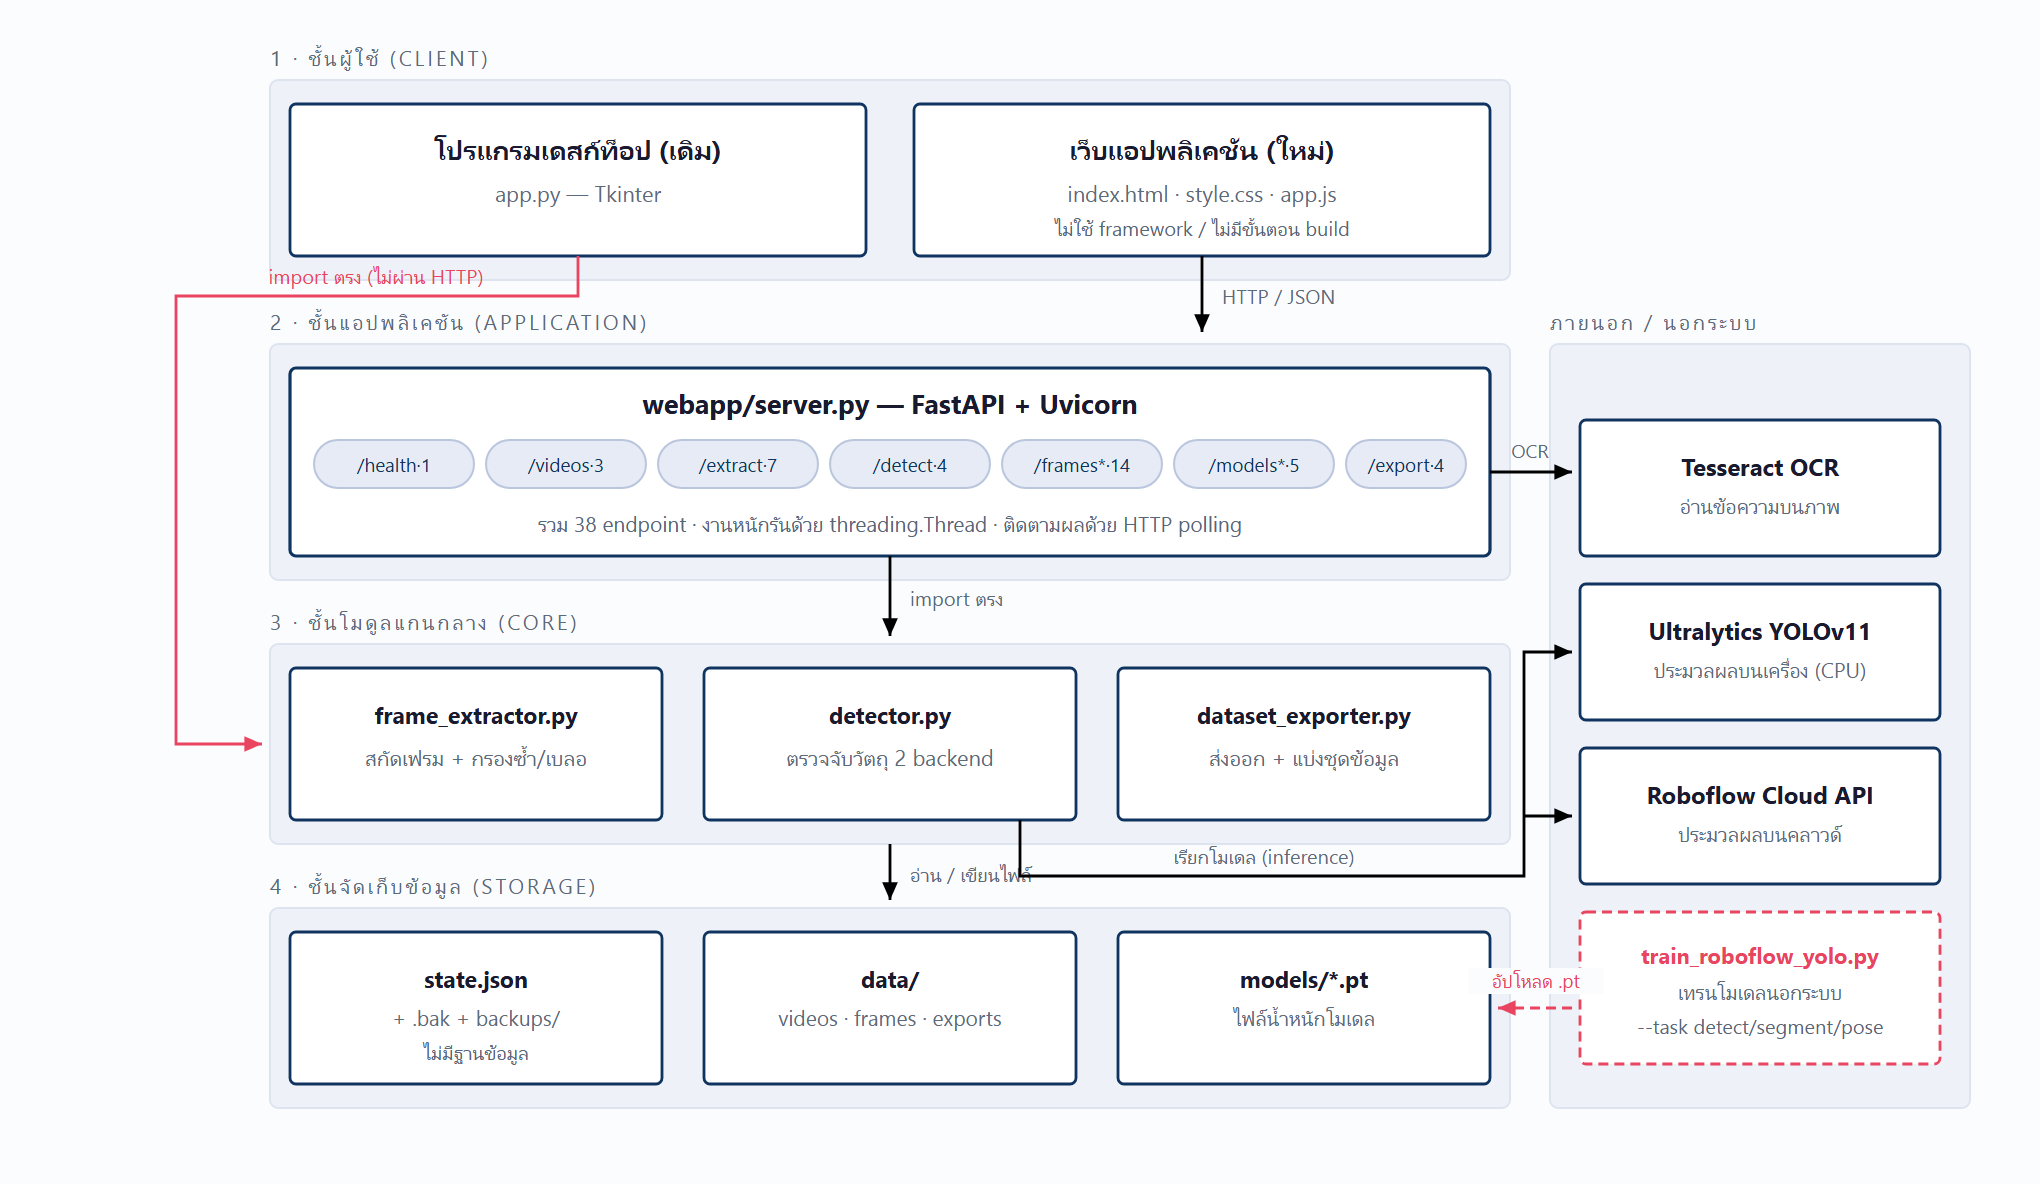 1 · ชั้นผู้ใช้ (CLIENT)
โปรแกรมเดสก์ท็อป (เดิม)
app.py — Tkinter
เว็บแอปพลิเคชัน (ใหม่)
index.html · style.css · app.js
ไม่ใช้ framework / ไม่มีขั้นตอน build
import ตรง (ไม่ผ่าน HTTP)
HTTP / JSON
2 · ชั้นแอปพลิเคชัน (APPLICATION)
webapp/server.py — FastAPI + Uvicorn
/health·1
/videos·3
/extract·7
/detect·4
/frames*·14
/models*·5
/export·4
รวม 38 endpoint · งานหนักรันด้วย threading.Thread · ติดตามผลด้วย HTTP polling
import ตรง
OCR
3 · ชั้นโมดูลแกนกลาง (CORE)
frame_extractor.py
สกัดเฟรม + กรองซ้ำ/เบลอ
detector.py
ตรวจจับวัตถุ 2 backend
dataset_exporter.py
ส่งออก + แบ่งชุดข้อมูล
อ่าน / เขียนไฟล์
เรียกโมเดล (inference)
4 · ชั้นจัดเก็บข้อมูล (STORAGE)
state.json
+ .bak + backups/
ไม่มีฐานข้อมูล
data/
videos · frames · exports
models/*.pt
ไฟล์น้ำหนักโมเดล
ภายนอก / นอกระบบ
Tesseract OCR
อ่านข้อความบนภาพ
Ultralytics YOLOv11
ประมวลผลบนเครื่อง (CPU)
Roboflow Cloud API
ประมวลผลบนคลาวด์
อัปโหลด .pt
train_roboflow_yolo.py
เทรนโมเดลนอกระบบ
--task detect/segment/pose